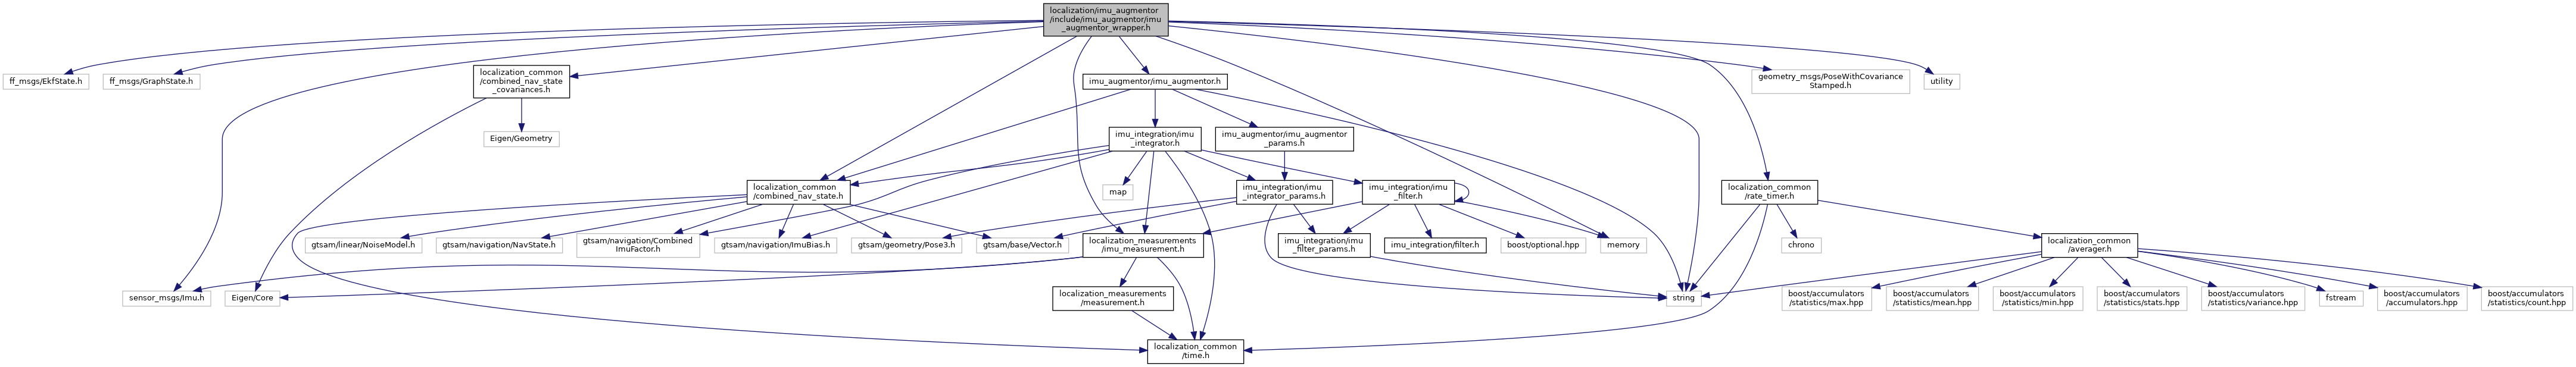 localization/imu_augmentor
/include/imu_augmentor/imu
_augmentor_wrapper.h
ff_msgs/EkfState.h
ff_msgs/GraphState.h
localization_common
/combined_nav_state
_covariances.h
imu_augmentor/imu_augmentor.h
geometry_msgs/PoseWithCovariance
Stamped.h
utility
Eigen/Geometry
imu_integration/imu
_integrator.h
imu_augmentor/imu_augmentor
_params.h
localization_common
/combined_nav_state.h
map
imu_integration/imu
_integrator_params.h
imu_integration/imu
_filter.h
localization_common
/rate_timer.h
gtsam/linear/NoiseModel.h
gtsam/navigation/NavState.h
gtsam/navigation/Combined
ImuFactor.h
gtsam/navigation/ImuBias.h
gtsam/geometry/Pose3.h
gtsam/base/Vector.h
localization_measurements
/imu_measurement.h
imu_integration/imu
_filter_params.h
imu_integration/filter.h
boost/optional.hpp
memory
chrono
localization_common
/averager.h
sensor_msgs/Imu.h
Eigen/Core
localization_measurements
/measurement.h
string
boost/accumulators
/statistics/max.hpp
boost/accumulators
/statistics/mean.hpp
boost/accumulators
/statistics/min.hpp
boost/accumulators
/statistics/stats.hpp
boost/accumulators
/statistics/variance.hpp
fstream
boost/accumulators
/accumulators.hpp
boost/accumulators
/statistics/count.hpp
localization_common
/time.h